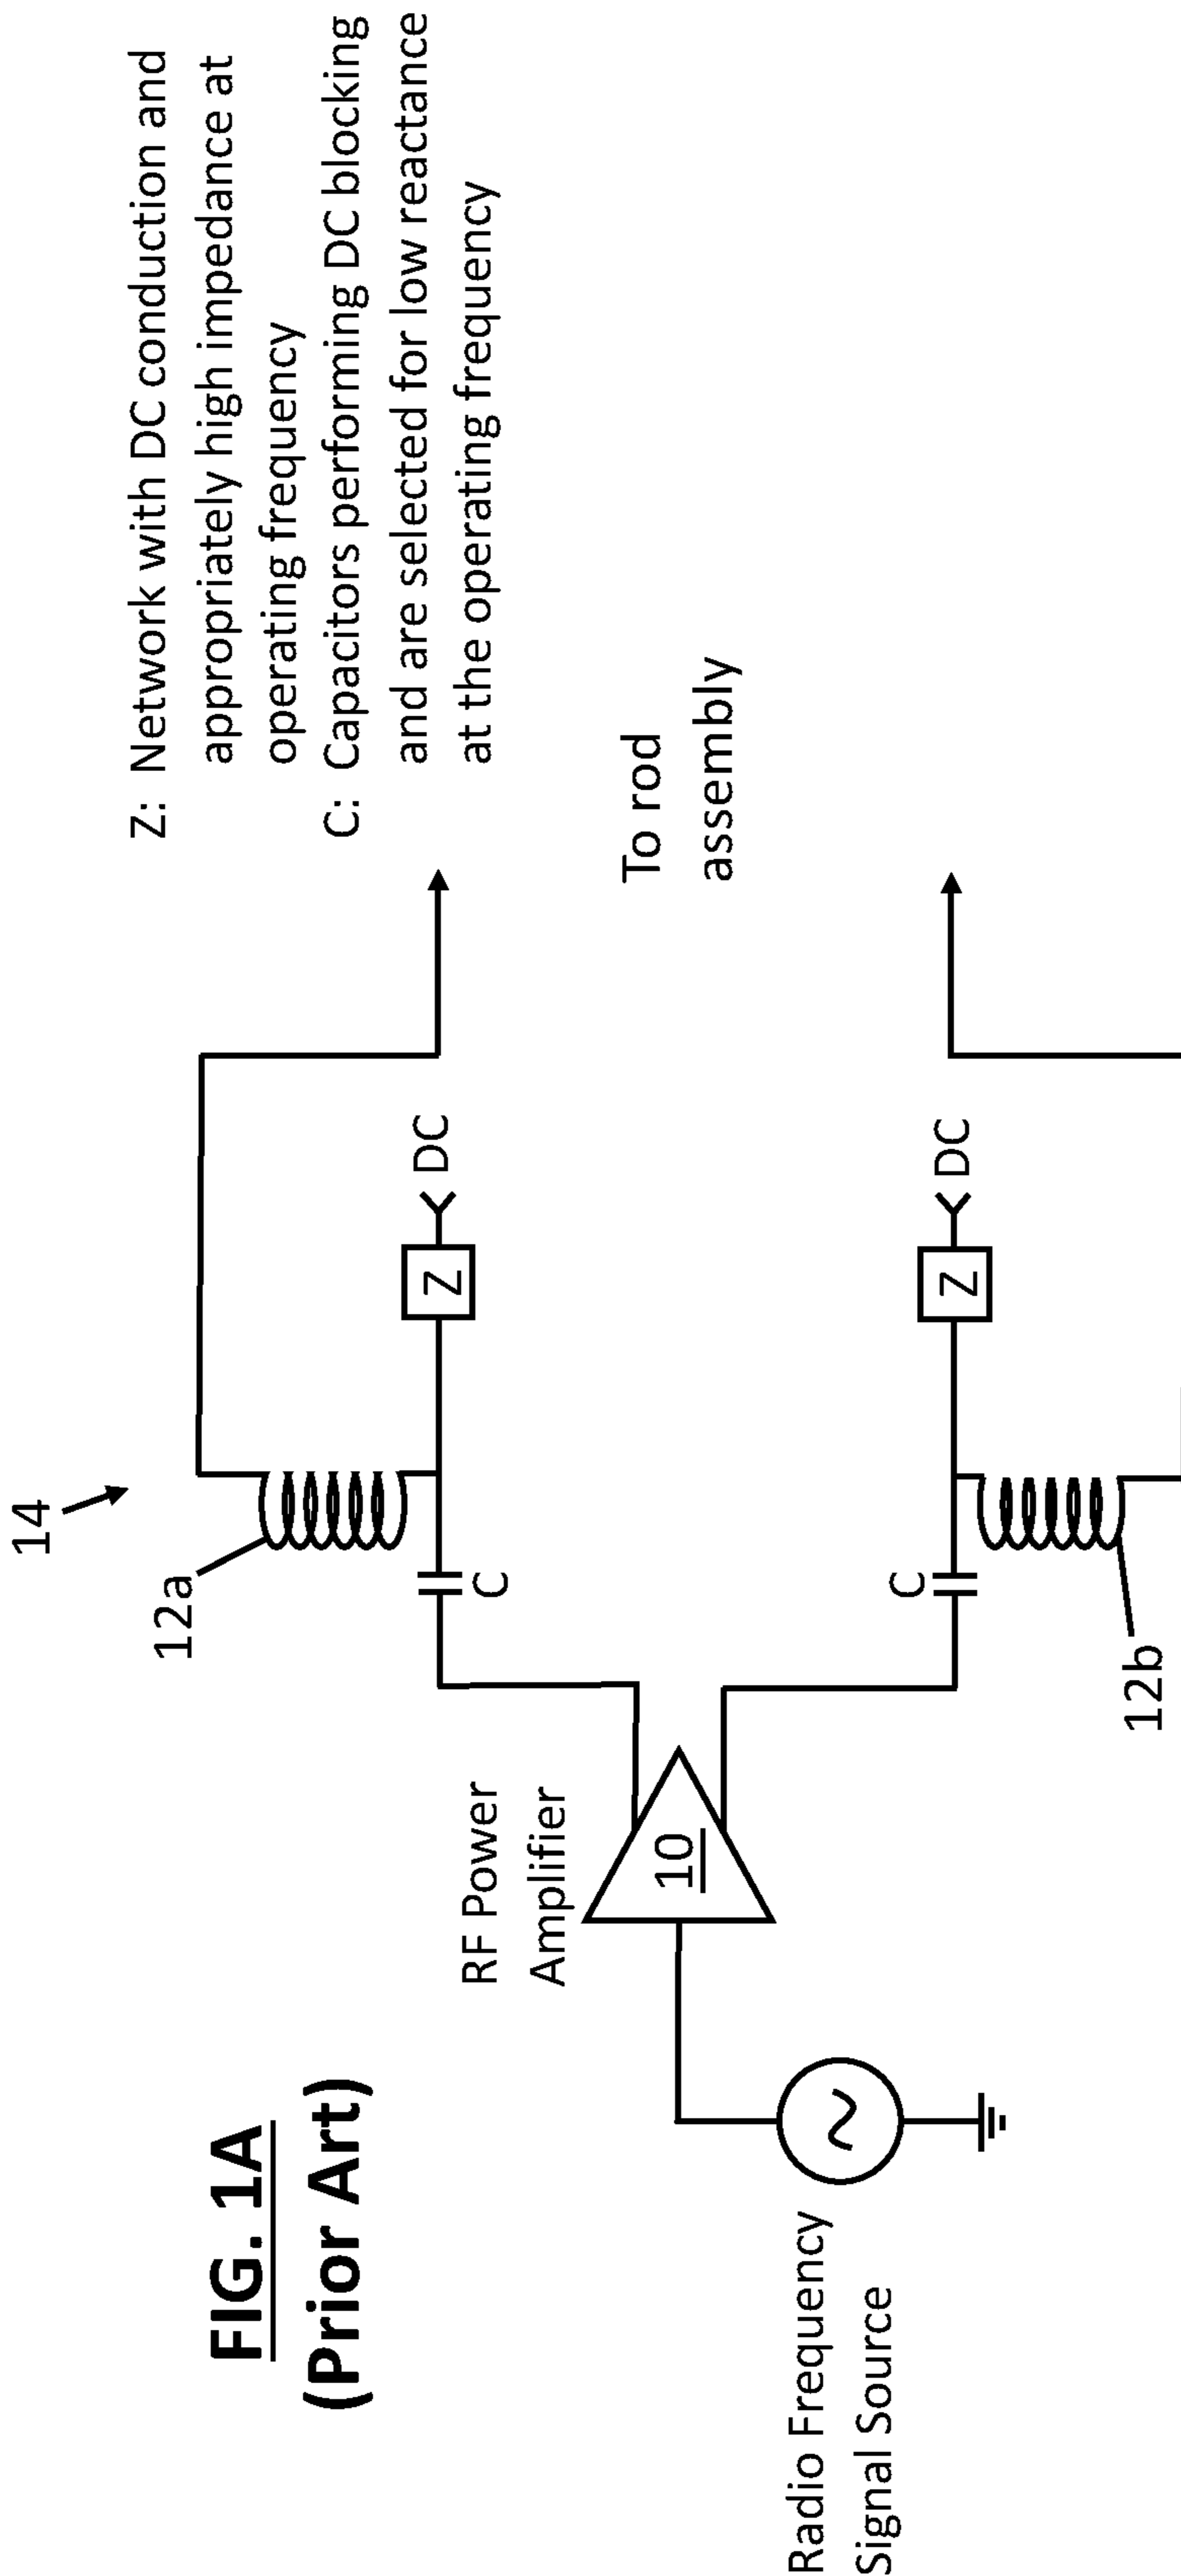 FIG. 1A
(Prior Art)
14
12a
Z: Network with DC conduction and
appropriately high impedance at
operating frequency
C: Capacitors performing DC blocking
and are selected for low reactance
at the operating frequency
RF Power
Amplifier
10
C
Z
DC
To rod
assembly
Radio Frequency
Signal Source
C
Z
DC
12b